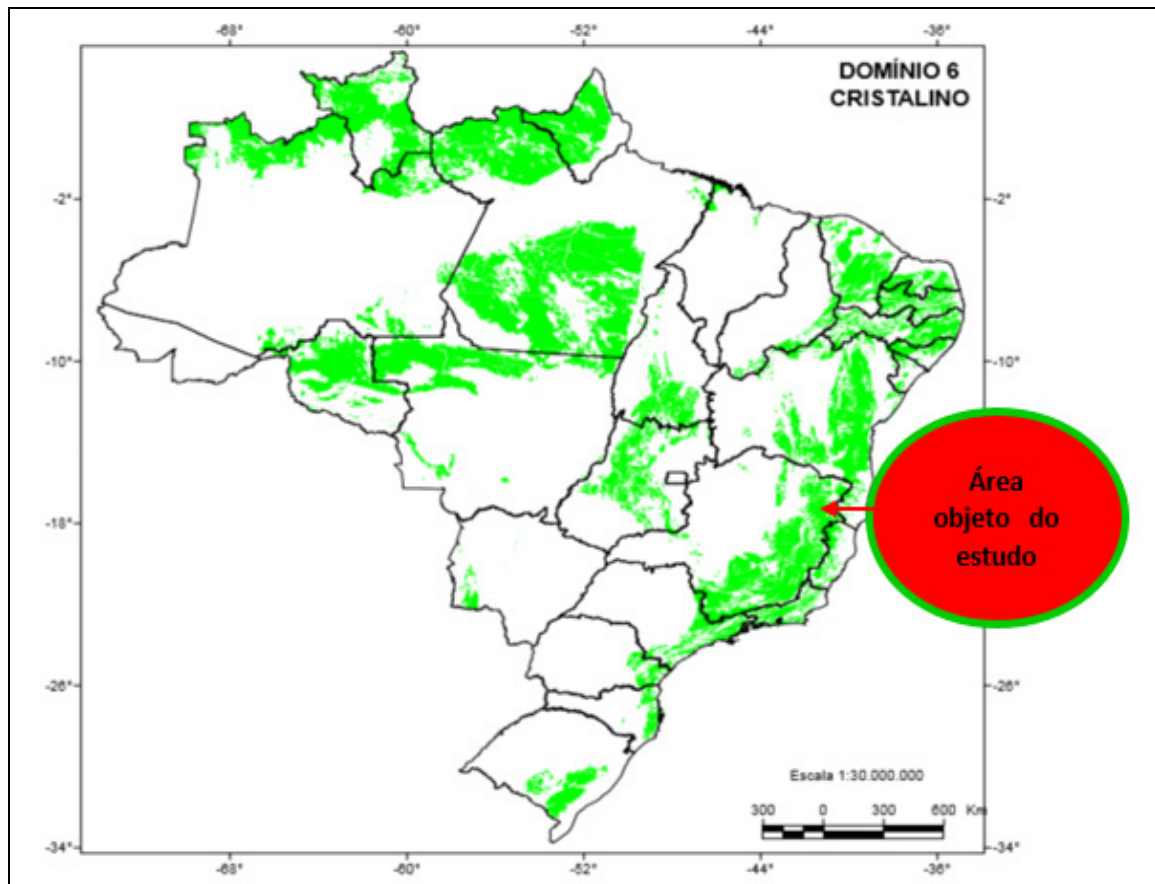 -68° -60° -52° -44° -36°
DOMÍNIO 6
CRISTALINO
-2° -2°
-10° -10°
Área
objeto do
estudo
-18°
-26° -26°
Escala 1:30.000.000
300 0 300 600 Km
-34° -34°
-68° -60° -52° -44° -36°